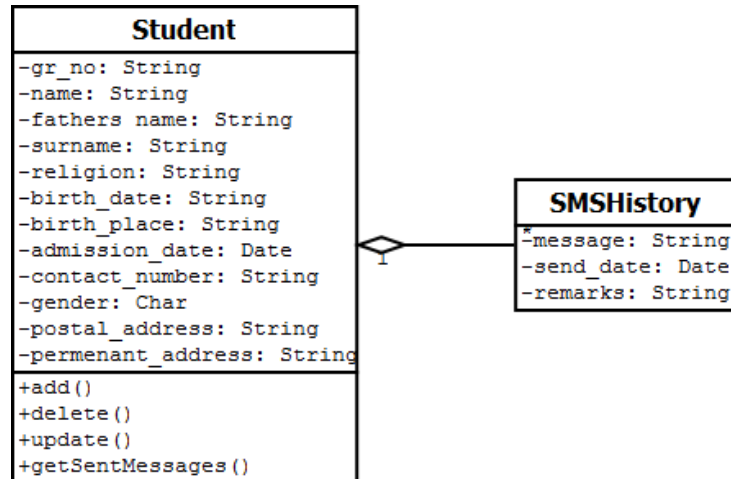 Student
-gr_no: String
-name: String
-fathers name: String
-surname: String
-religion: String
-birth_date: String
-birth_place: String
-admission_date: Date
-contact_number: String
-gender: Char
-postal_address: String
-permenant_address: String
+add()
+delete()
+update()
+getSentMessages()
1
*
SMSHistory
-message: String
-send_date: Date
-remarks: String